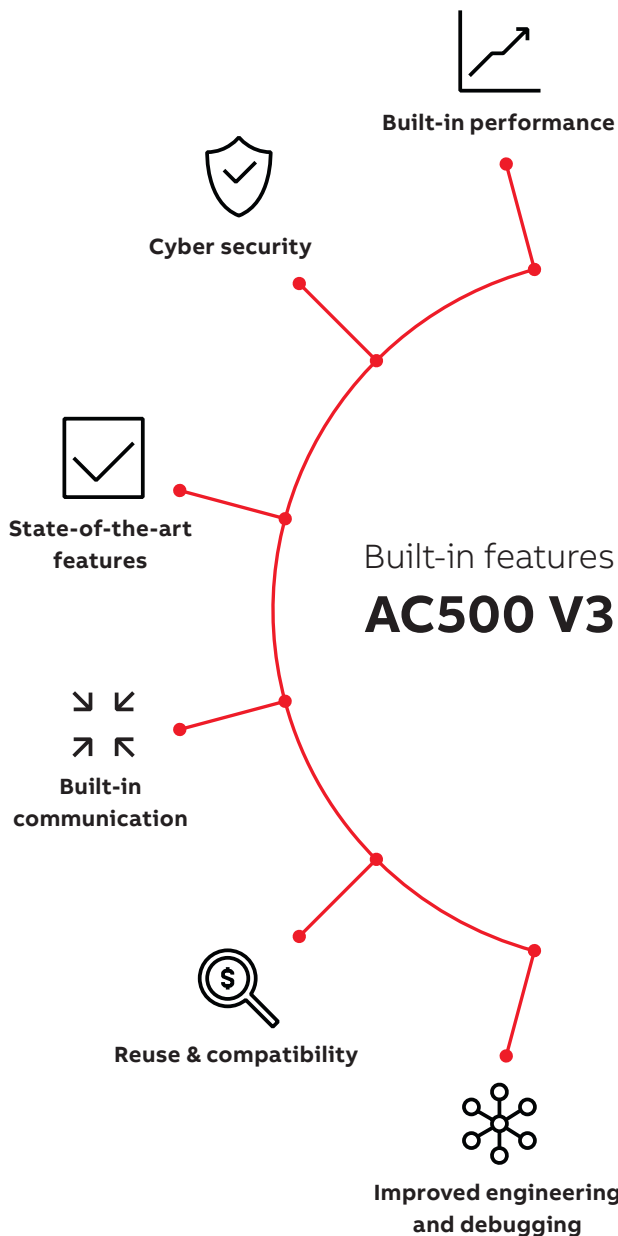 Built-in performance
Cyber security
State-of-the-art
features
Built-in features
AC500 V3
Built-in
communication
$
Reuse & compatibility
Improved engineering
and debugging